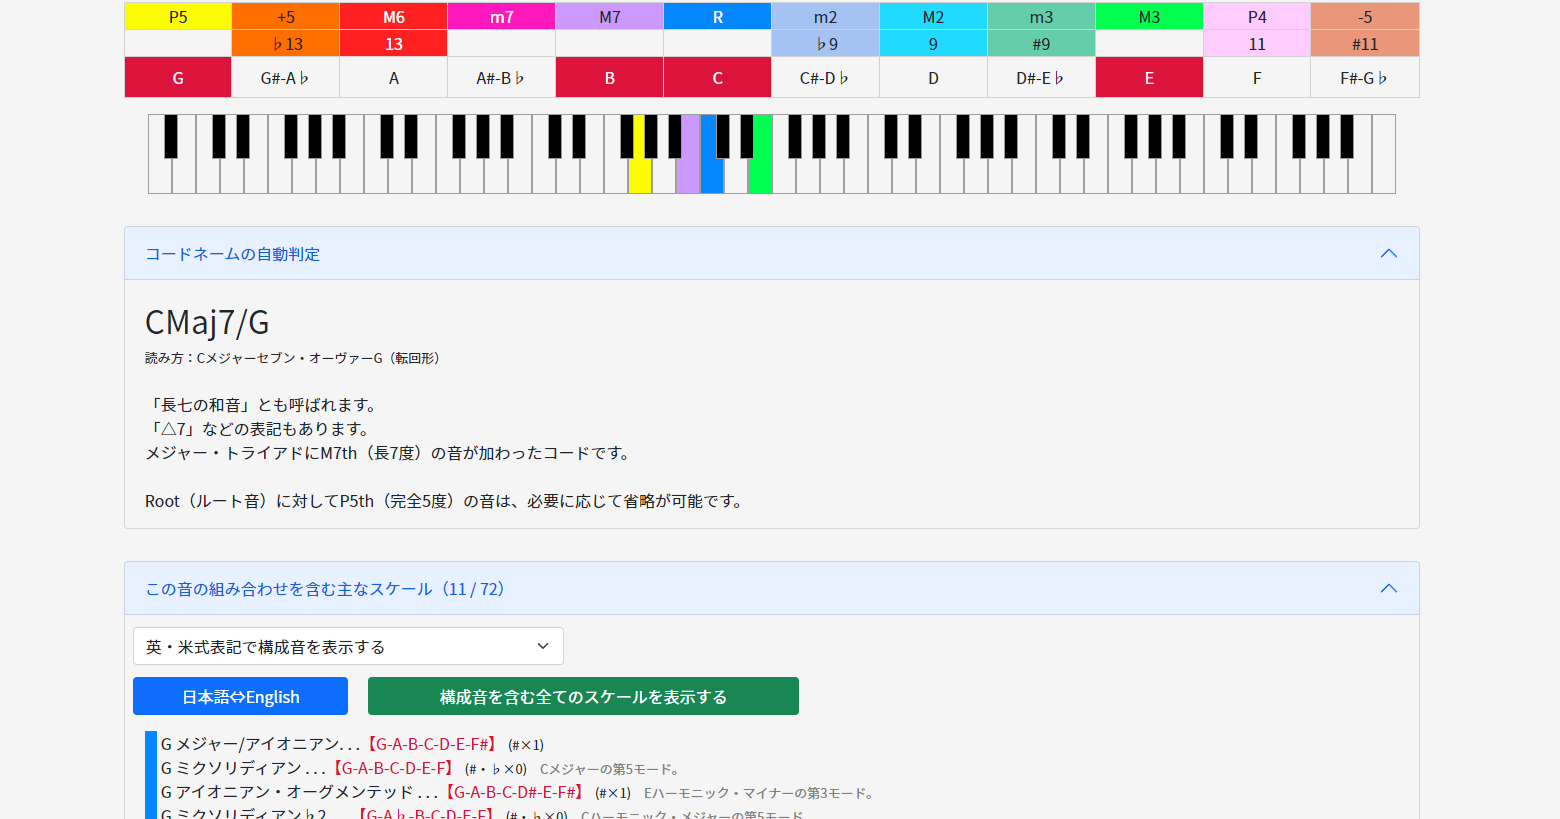 P5 +5 M6 m7 M7 R m2 M2 m3 M3 P4 -5
♭13 13 ♭9 9 #9 11 #11
G G#-A♭ A A#-B♭ B C C#-D♭ D D#-E♭ E F F#-G♭
コードネームの自動判定
CMaj7/G
読み方：Cメジャーセブン・オーヴァーG（転回形）
「長七の和音」とも呼ばれます。
「△7」などの表記もあります。
メジャー・トライアドにM7th（長7度）の音が加わったコードです。
Root（ルート音）に対してP5th（完全5度）の音は、必要に応じて省略が可能です。
この音の組み合わせを含む主なスケール（11 / 72）
英・米式表記で構成音を表示する
日本語⇔English 構成音を含む全てのスケールを表示する
G メジャー/アイオニアン. . .【G-A-B-C-D-E-F#】 (#×1)
G ミクソリディアン . . .【G-A-B-C-D-E-F】 (#・♭×0) Cメジャーの第5モード。
G アイオニアン・オーグメンテッド . . .【G-A-B-C-D#-E-F#】 (#×1) Eハーモニック・マイナーの第3モード。
G ミクソリディアン♭2 . . .【G-A♭-B-C-D-E-F】 (#・♭×0) Cハーモニック・メジャーの第5モード